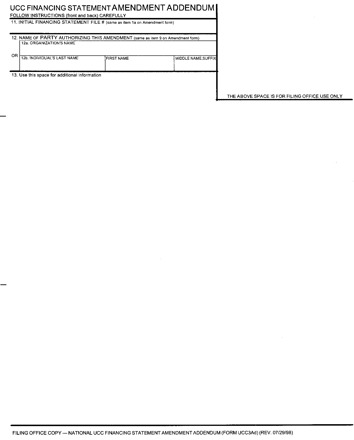 UCC FINANCING STATEMENT AMENDMENT ADDENDUM
FOLLOW INSTRUCTIONS (front and back) CAREFULLY
11. INITIAL FINANCING STATEMENT FILE # (same as item 1a on Amendment form)
12. NAME OF PARTY AUTHORIZING THIS AMENDMENT (same as item 9 on Amendment form)
12a. ORGANIZATION'S NAME
OR
12b. INDIVIDUAL'S LAST NAME FIRST NAME MIDDLE NAME,SUFFIX
13. Use this space for additional information
THE ABOVE SPACE IS FOR FILING OFFICE USE ONLY
FILING OFFICE COPY — NATIONAL UCC FINANCING STATEMENT AMENDMENT ADDENDUM (FORM UCC3Ad) (REV. 07/29/98)